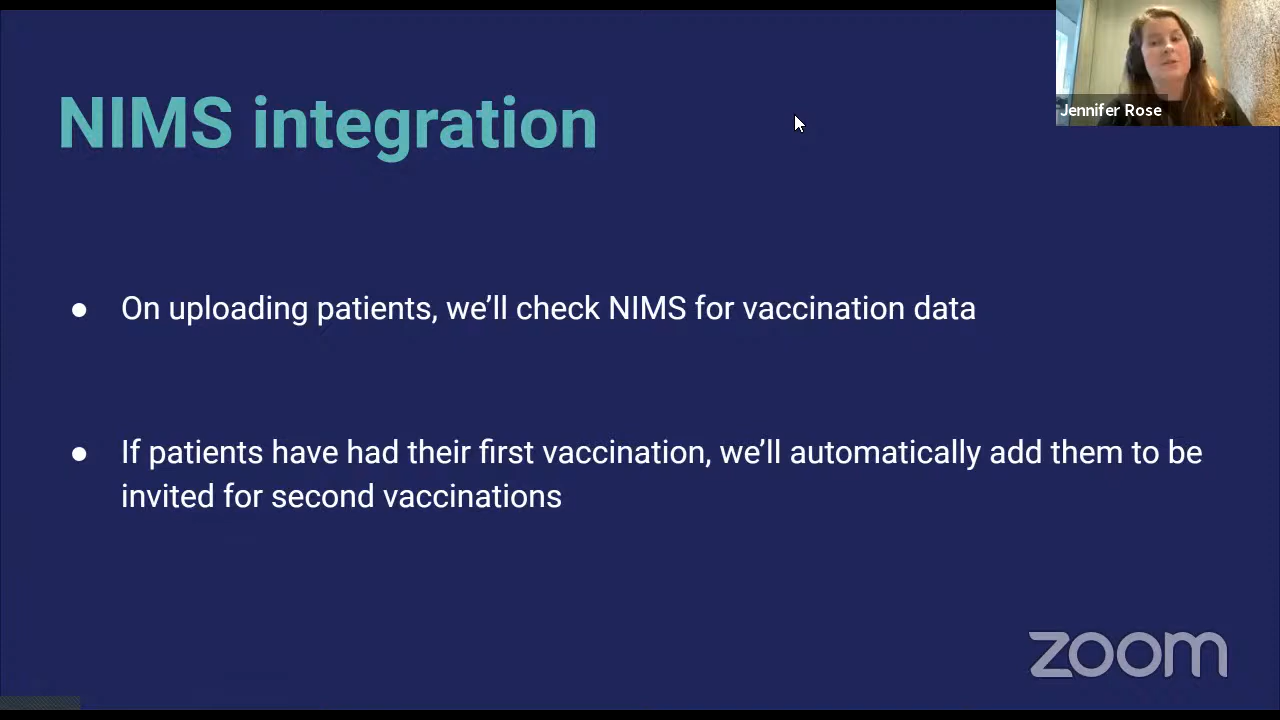 NIMS integration
Jennifer Rose
● On uploading patients, we’ll check NIMS for vaccination data
● If patients have had their first vaccination, we’ll automatically add them to be
invited for second vaccinations
zoom